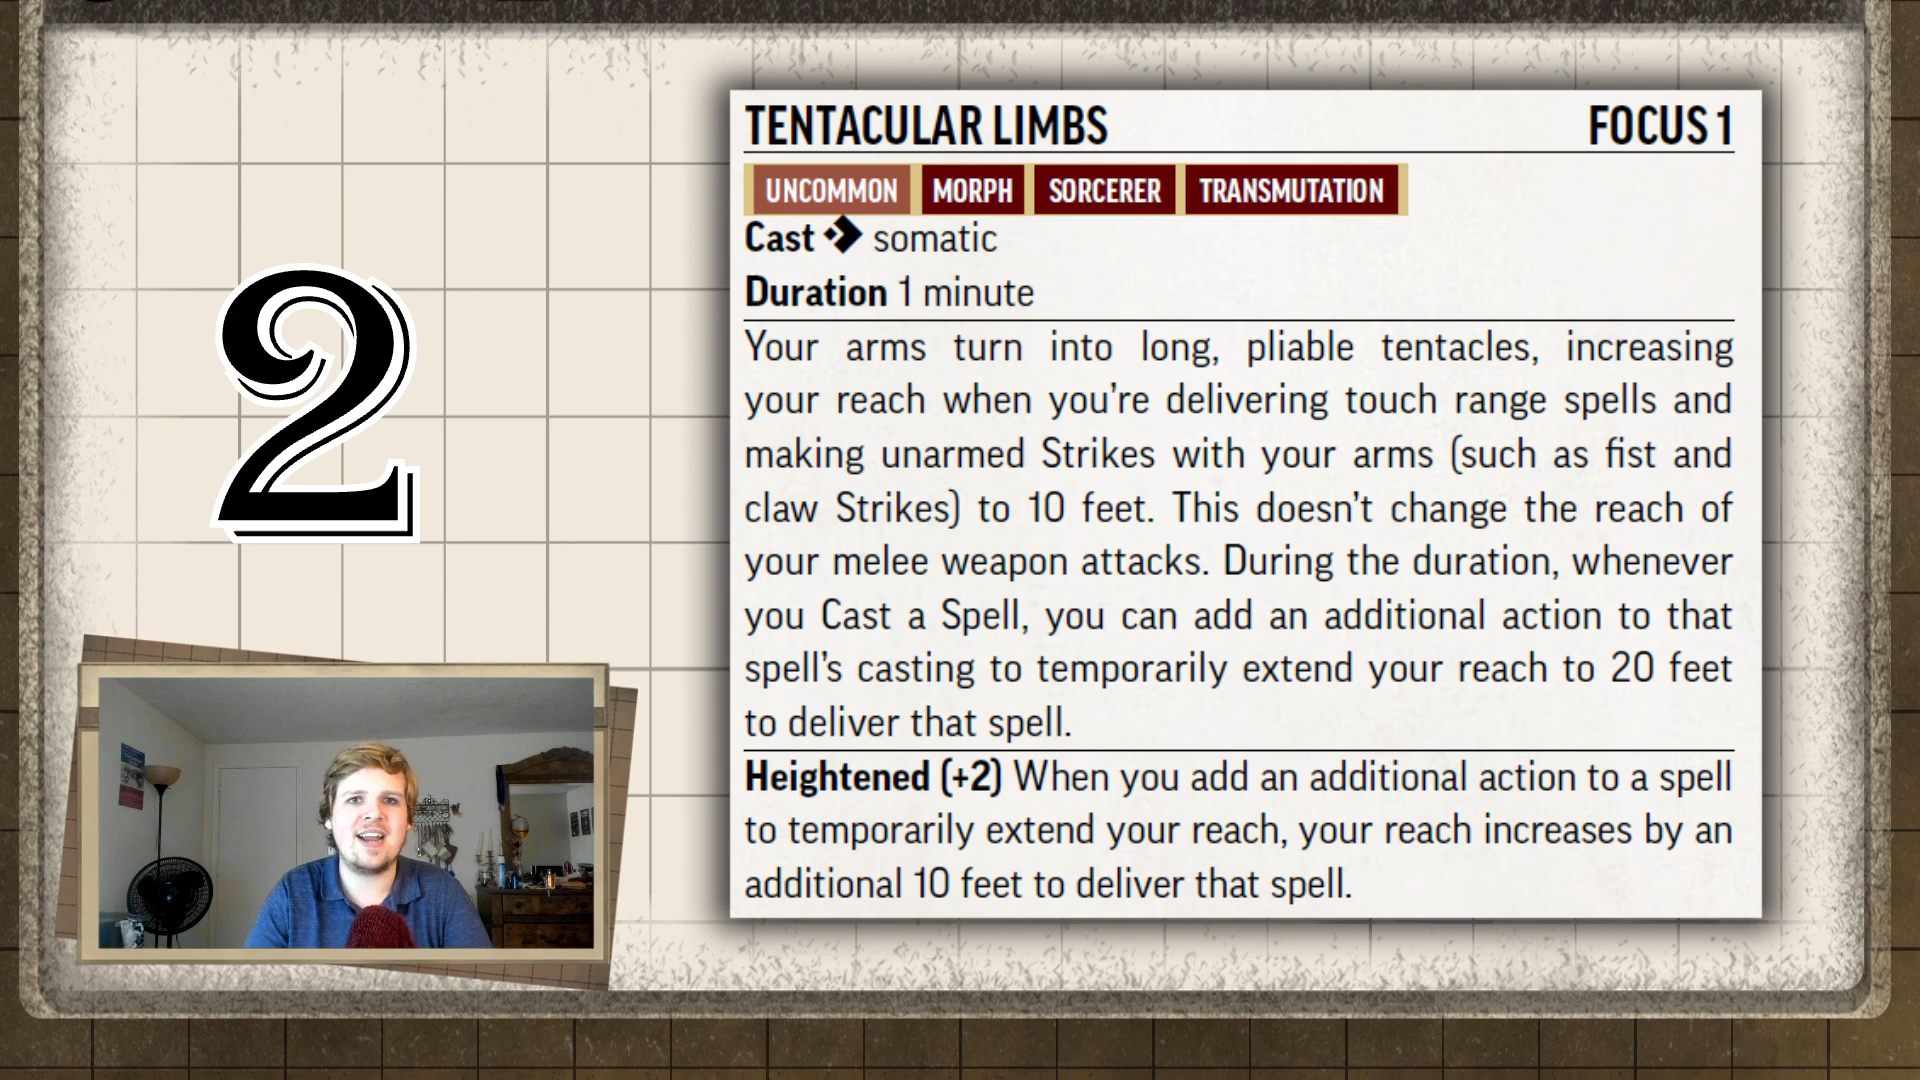 2
TENTACULAR LIMBS FOCUS 1
UNCOMMON MORPH SORCERER TRANSMUTATION
Cast somatic
Duration 1 minute
Your arms turn into long, pliable tentacles, increasing
your reach when you’re delivering touch range spells and
making unarmed Strikes with your arms (such as fist and
claw Strikes) to 10 feet. This doesn’t change the reach of
your melee weapon attacks. During the duration, whenever
you Cast a Spell, you can add an additional action to that
spell’s casting to temporarily extend your reach to 20 feet
to deliver that spell.
Heightened (+2) When you add an additional action to a spell
to temporarily extend your reach, your reach increases by an
additional 10 feet to deliver that spell.